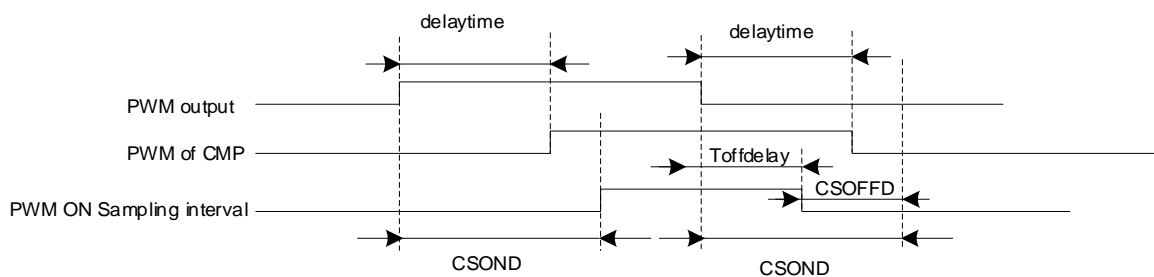 delaytime
delaytime
PWM output
PWM of CMP
Toffdelay
CSOFFD
PWM ON Sampling interval
CSOND
CSOND